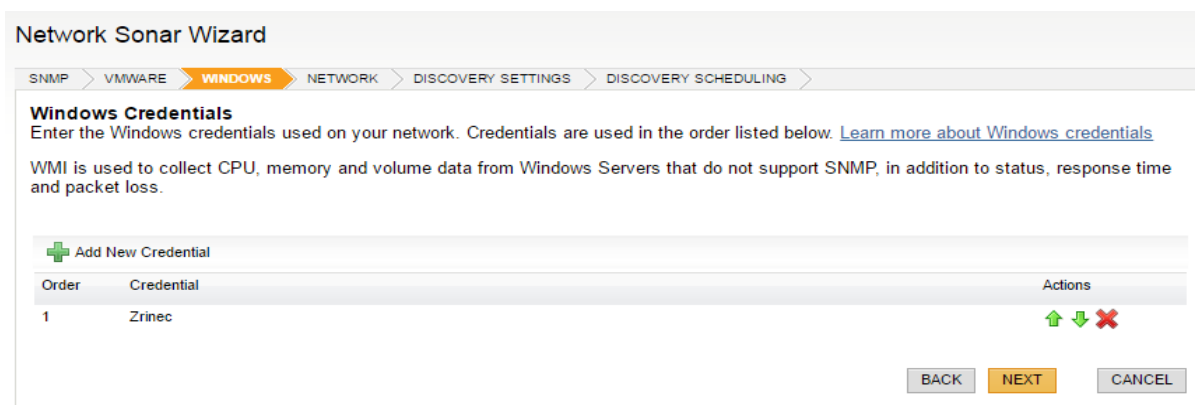 Network Sonar Wizard
SNMP VMWARE WINDOWS NETWORK DISCOVERY SETTINGS DISCOVERY SCHEDULING
Windows Credentials
Enter the Windows credentials used on your network. Credentials are used in the order listed below. Learn more about Windows credentials
WMI is used to collect CPU, memory and volume data from Windows Servers that do not support SNMP, in addition to status, response time
and packet loss.
Add New Credential
Order Credential Actions
1 Zrinec
BACK NEXT CANCEL